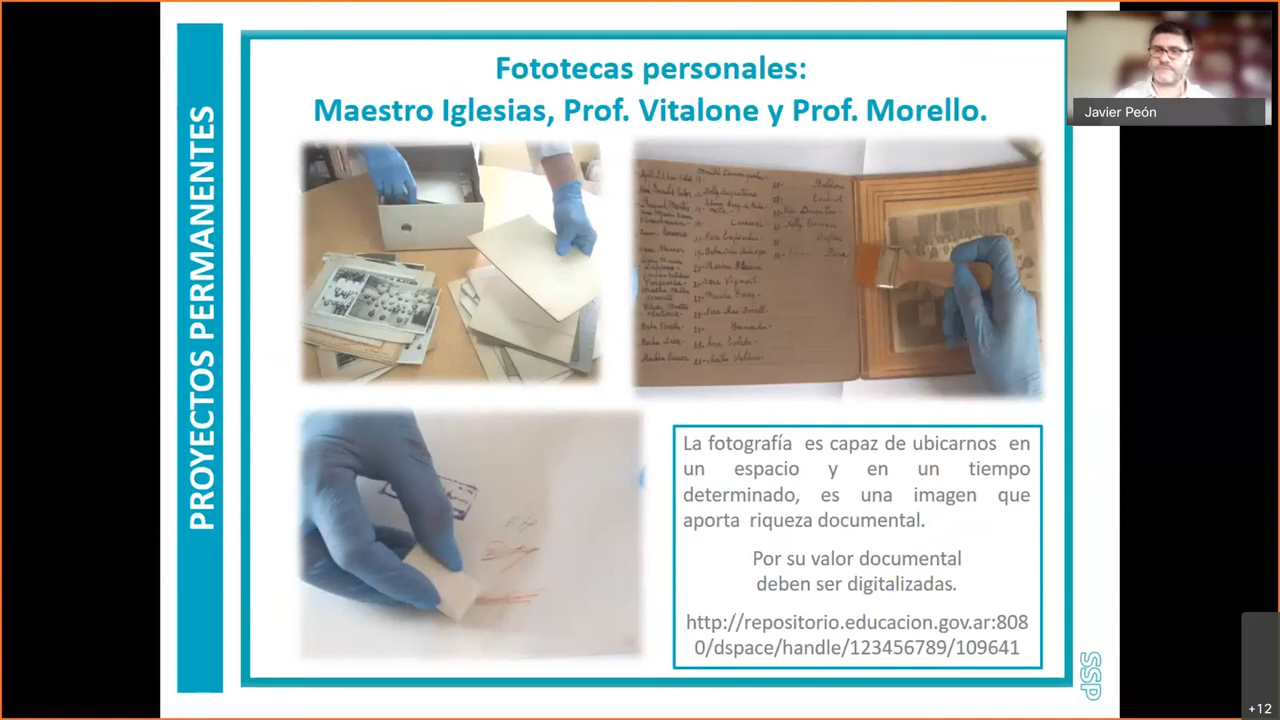 PROYECTOS PERMANENTES
Fototecas personales:
Maestro Iglesias, Prof. Vitalone y Prof. Morello.
Javier Peón
La fotografía es capaz de ubicarnos en
un espacio y en un tiempo
determinado, es una imagen que
aporta riqueza documental.
Por su valor documental
deben ser digitalizadas.
http://repositorio.educacion.gov.ar:808
0/dspace/handle/123456789/109641
SSP
+12